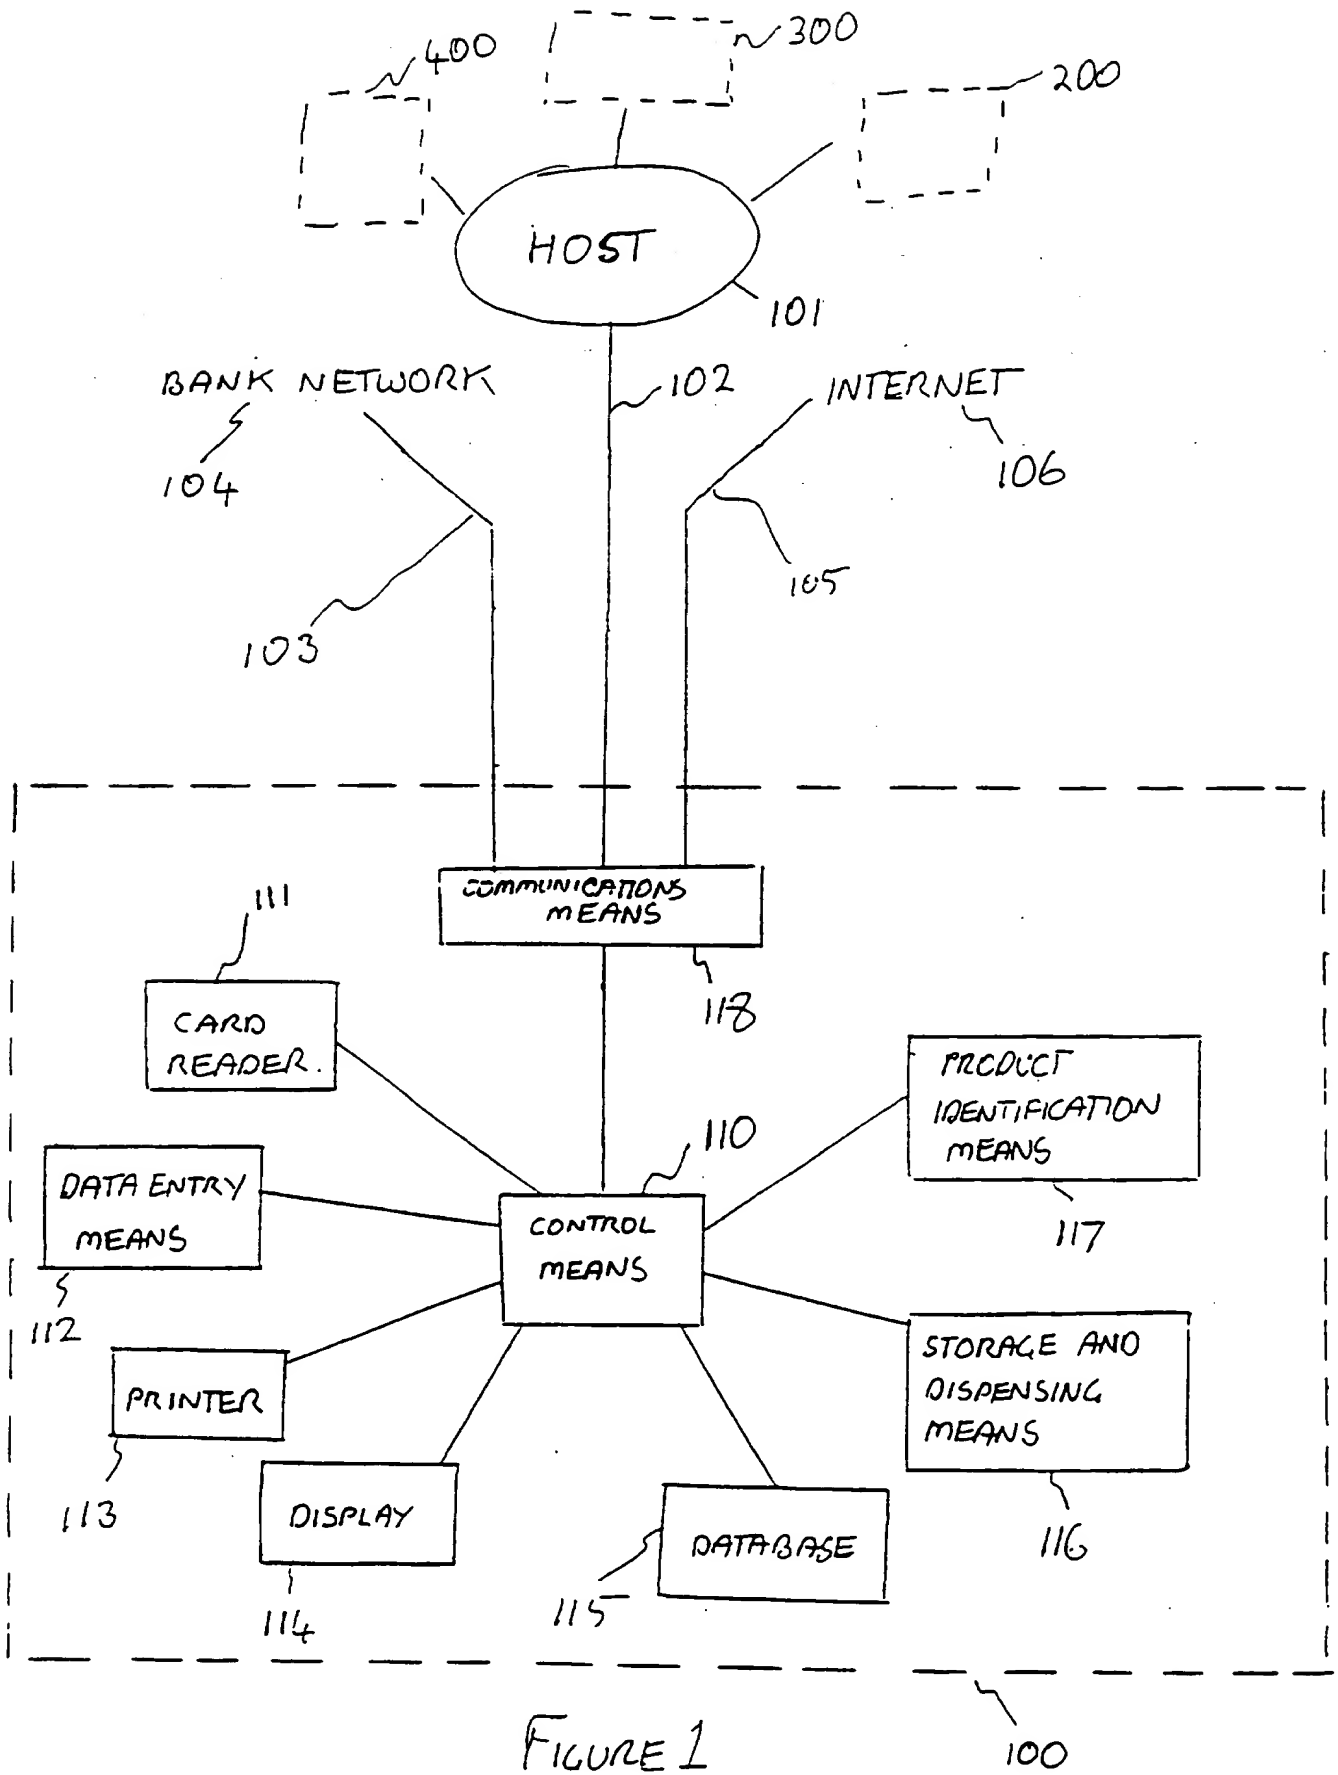 400
300
200
HOST
101
BANK NETWORK
102
INTERNET
104
106
103
105
COMMUNICATIONS
MEANS
111
118
CARD
READER.
PRODUCT
IDENTIFICATION
MEANS
110
117
DATA ENTRY
MEANS
112
CONTROL
MEANS
PRINTER
113
STORAGE AND
DISPENSING
MEANS
116
DISPLAY
114
DATABASE
115
100
FIGURE 1